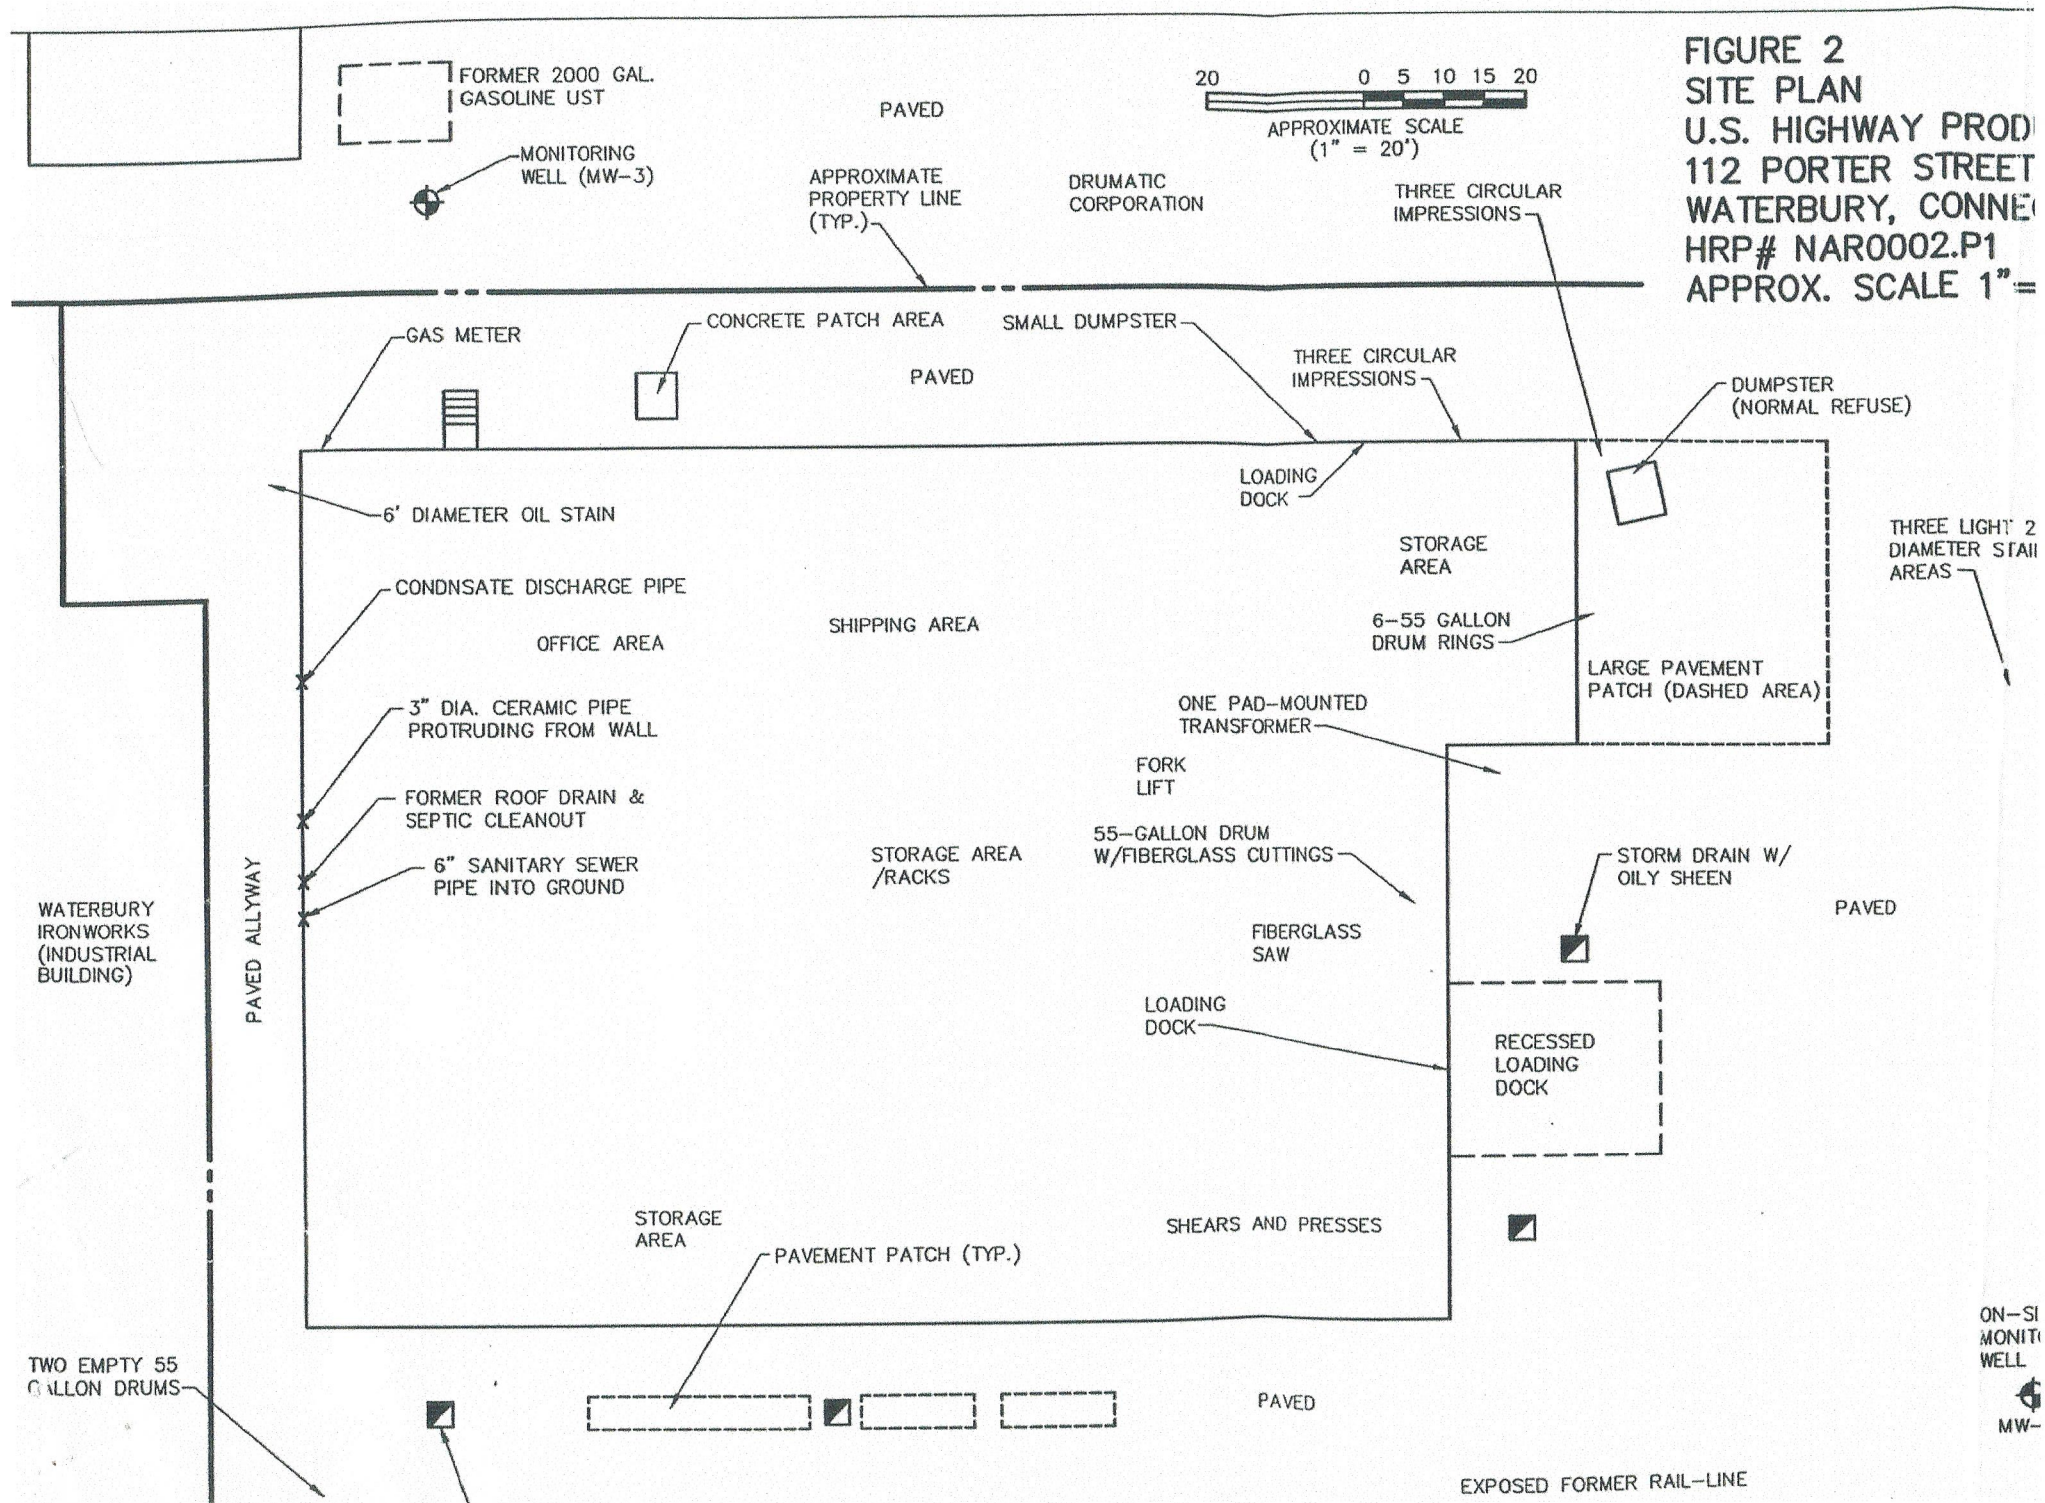 FIGURE 2
SITE PLAN
U.S. HIGHWAY
112 PORTER STREET
WATERBURY,
HRP# NAR0002.P1
APPROX. SCALE 1"=
FORMER 2000 GAL.
GASOLINE UST
PAVED
20 0 5 10 15 20
APPROXIMATE SCALE
(1" = 20')
MONITORING
WELL (MW-3)
APPROXIMATE
PROPERTY LINE
(TYP.)
DRUMATIC
CORPORATION
THREE CIRCULAR
IMPRESSIONS
GAS METER
CONCRETE PATCH AREA
SMALL DUMPSTER
PAVED
THREE CIRCULAR
IMPRESSIONS
DUMPSTER
(NORMAL REFUSE)
LOADING
DOCK
6' DIAMETER OIL STAIN
STORAGE
AREA
THREE LIGHT 2
DIAMETER
AREAS
CONDNSATE DISCHARGE PIPE
OFFICE AREA
SHIPPING AREA
6-55 GALLON
DRUM RINGS
LARGE PAVEMENT
PATCH (DASHED AREA)
3" DIA. CERAMIC PIPE
PROTRUDING FROM WALL
ONE PAD-MOUNTED
TRANSFORMER
FORK
LIFT
FORMER ROOF DRAIN &
SEPTIC CLEANOUT
55-GALLON DRUM
W/FIBERGLASS CUTTINGS
STORAGE AREA
/RACKS
6" SANITARY SEWER
PIPE INTO GROUND
STORM DRAIN W/
OILY SHEEN
PAVED
WATERBURY
IRONWORKS
(INDUSTRIAL
BUILDING)
PAVED ALLYWAY
FIBERGLASS
SAW
LOADING
DOCK
RECESSED
LOADING
DOCK
STORAGE
AREA
SHEARS AND PRESSES
PAVEMENT PATCH (TYP.)
TWO EMPTY 55
GALLON DRUMS
PAVED
ON-SI
MONIT
WELL
MW-
EXPOSED FORMER RAIL-LINE